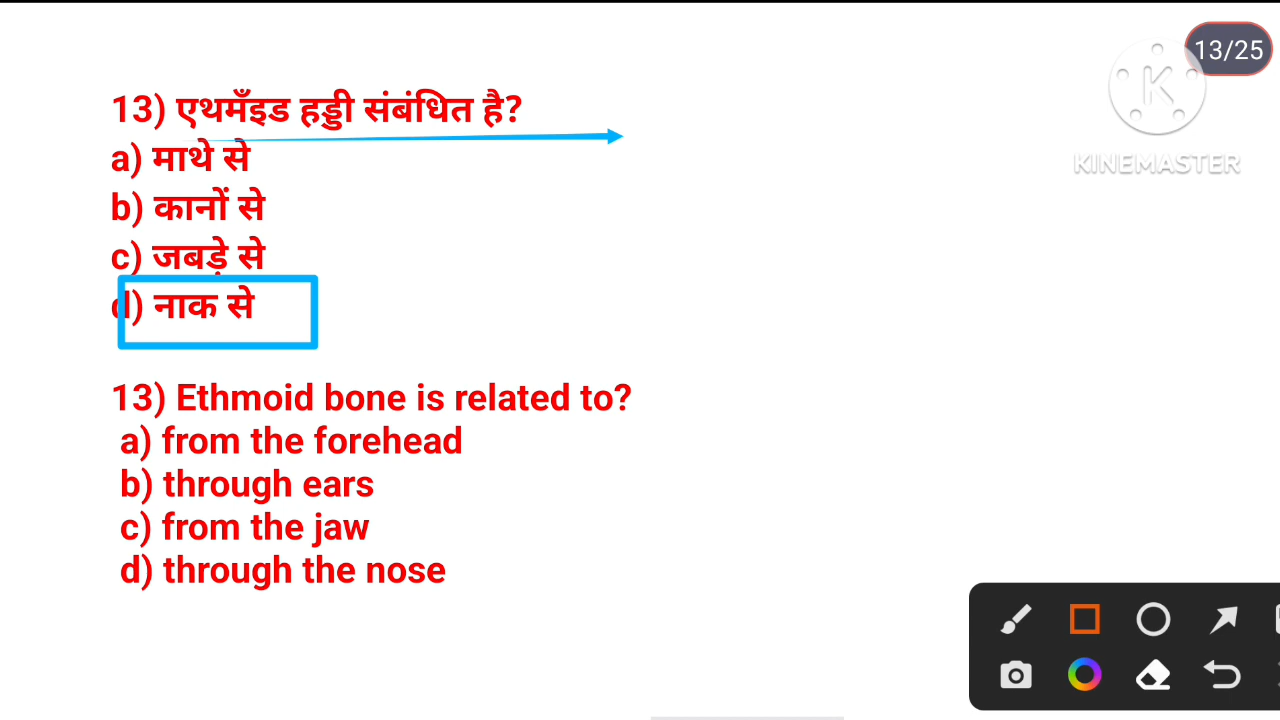 13/25
KINEMASTER
13) एथमँइड हड्डी संबंधित है?
a) माथे से
b) कानों से
c) जबड़े से
d) नाक से
13) Ethmoid bone is related to?
a) from the forehead
b) through ears
c) from the jaw
d) through the nose